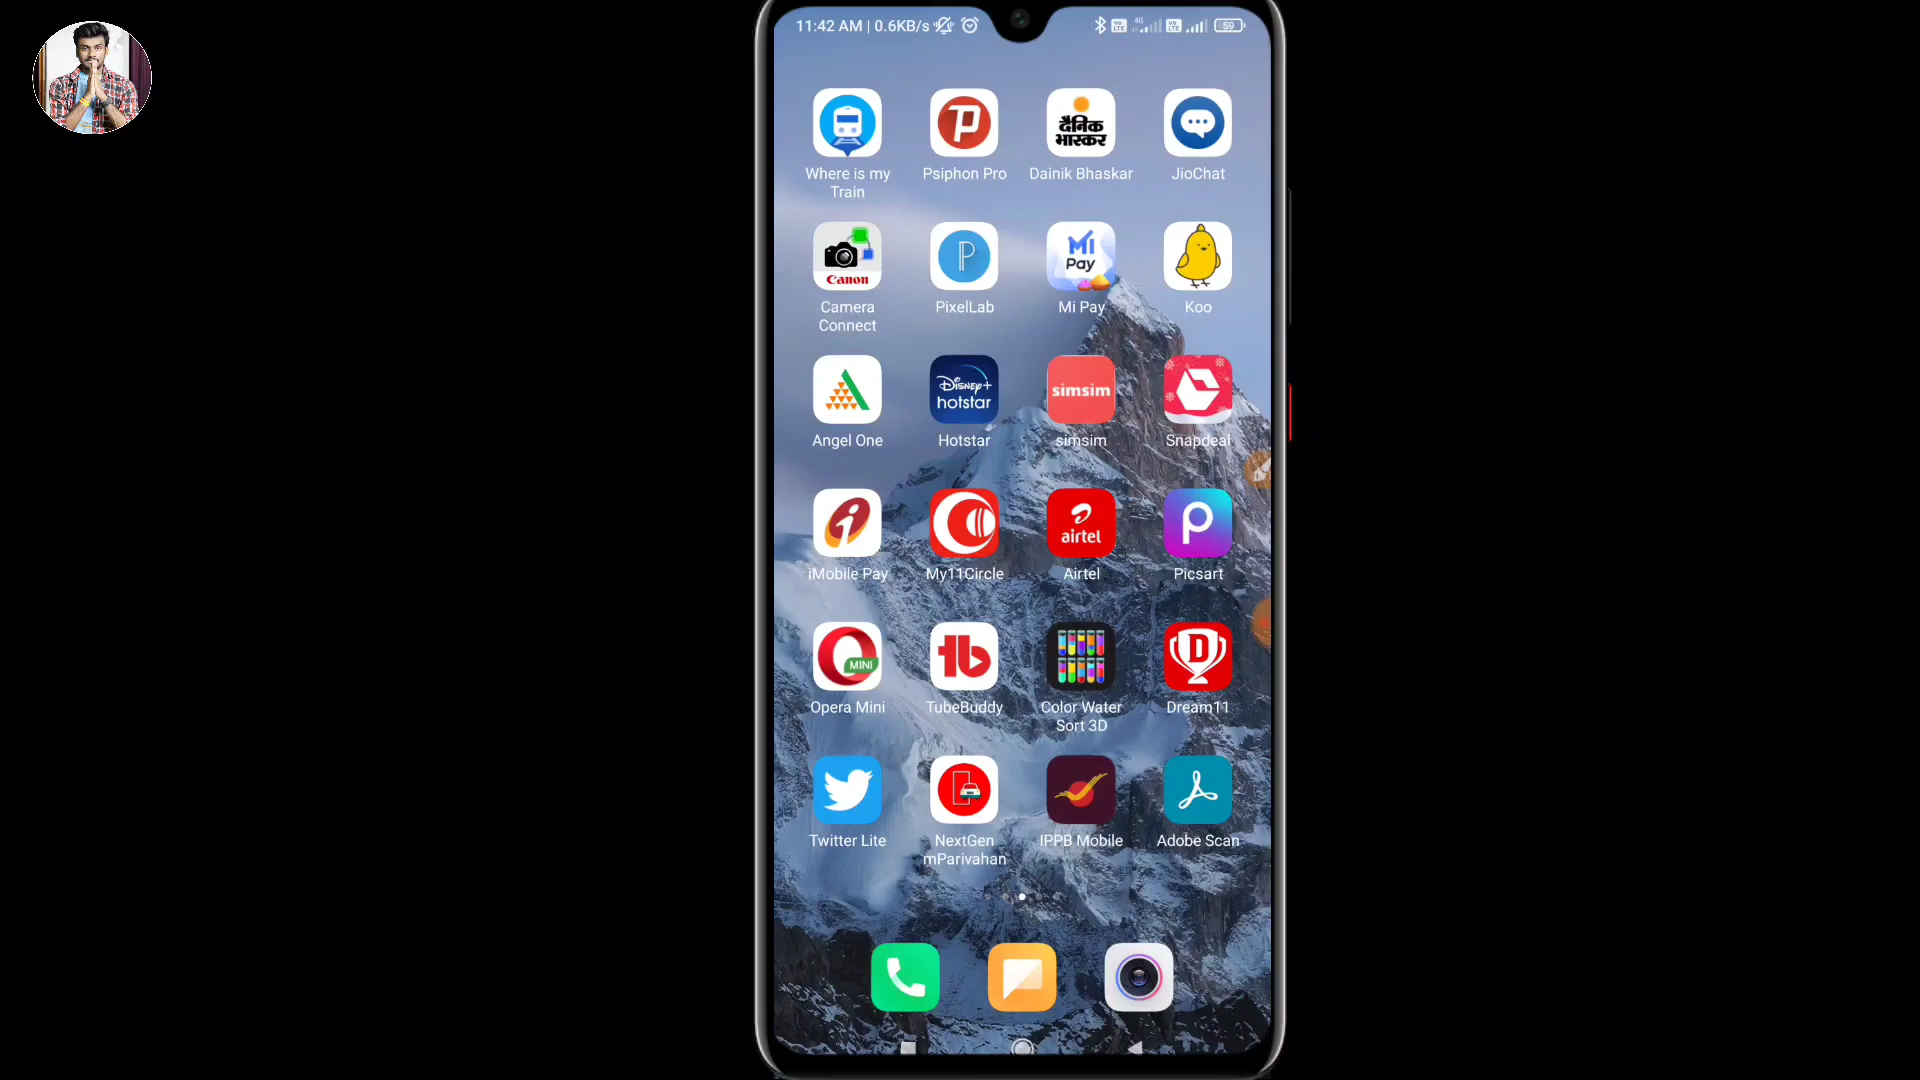 11:42 AM | 0.6KB/s
4G
59
दैनिक
भास्कर
Where is my
Train
Psiphon Pro
Dainik Bhaskar
JioChat
Canon
Mi
Pay
Camera
Connect
PixelLab
Mi Pay
Koo
Disney+
hotstar
simsim
Angel One
Hotstar
simsim
Snapdeal
airtel
iMobile Pay
My11Circle
Airtel
Picsart
MINI
Opera Mini
TubeBuddy
Color Water
Sort 3D
Dream11
Twitter Lite
NextGen
mParivahan
IPPB Mobile
Adobe Scan